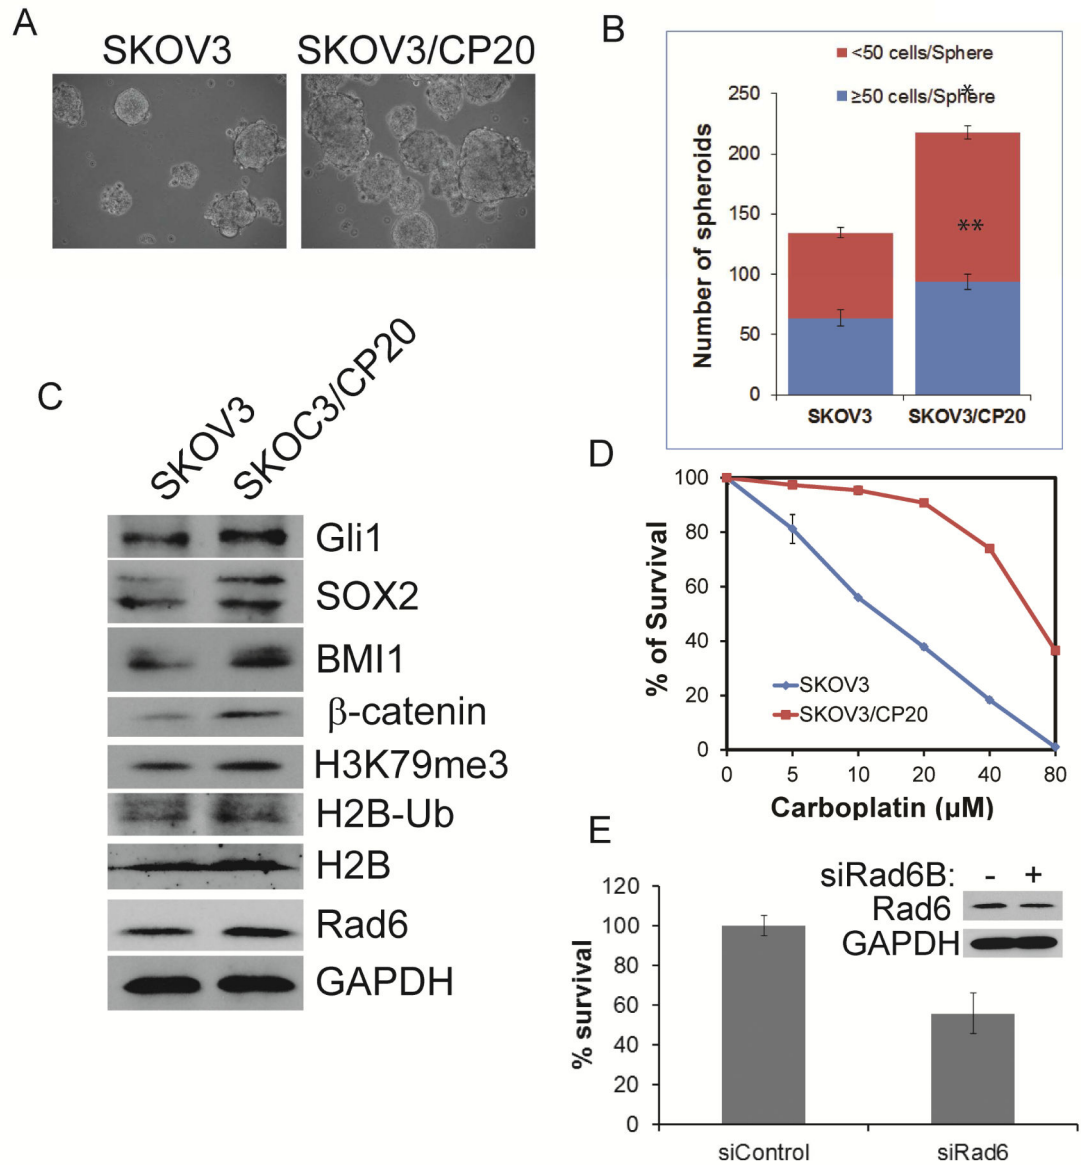 A
SKOV3 SKOV3/CP20
B
<50 cells/Sphere
≥50 cells/Sphere
*
**
250
200
150
100
50
0
Number of spheroids
SKOV3 SKOV3/CP20
C
SKOV3 SKOC3/CP20
Gli1
SOX2
BMI1
β-catenin
H3K79me3
H2B-Ub
H2B
Rad6
GAPDH
D
100
80
60
40
20
0
% of Survival
SKOV3
SKOV3/CP20
0 5 10 20 40 80
Carboplatin (µM)
E
siRad6B: - +
Rad6
GAPDH
120
100
80
60
40
20
0
% survival
siControl siRad6